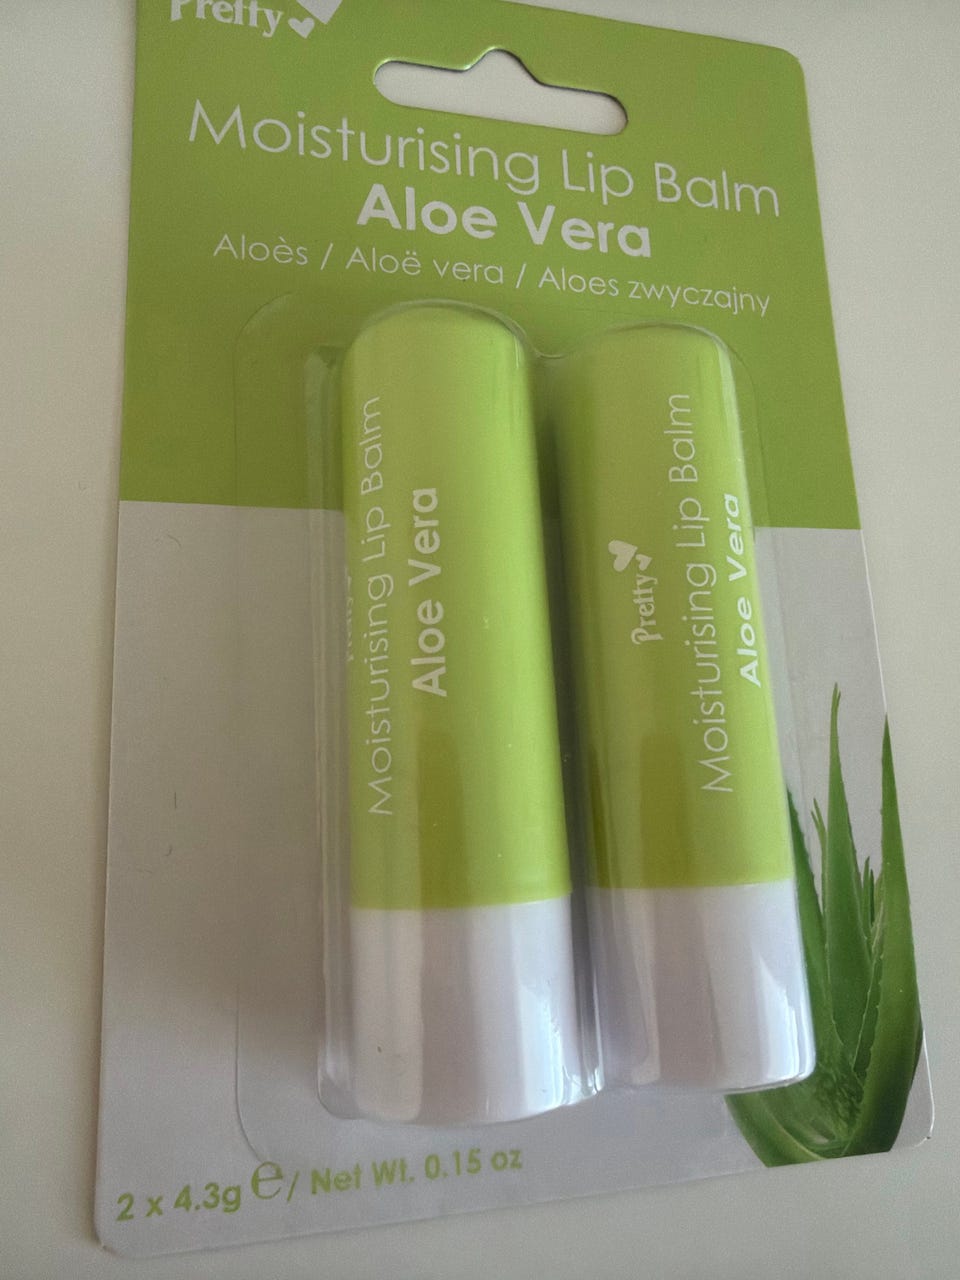 Pretty
Moisturising Lip Balm
Aloe Vera
Aloès / Aloë vera / Aloes zwyczajny
Moisturising Lip Balm
Aloe Vera
Pretty
Moisturising Lip Balm
Aloe Vera
2 x 4.3g ℮ / Net Wt. 0.15 oz